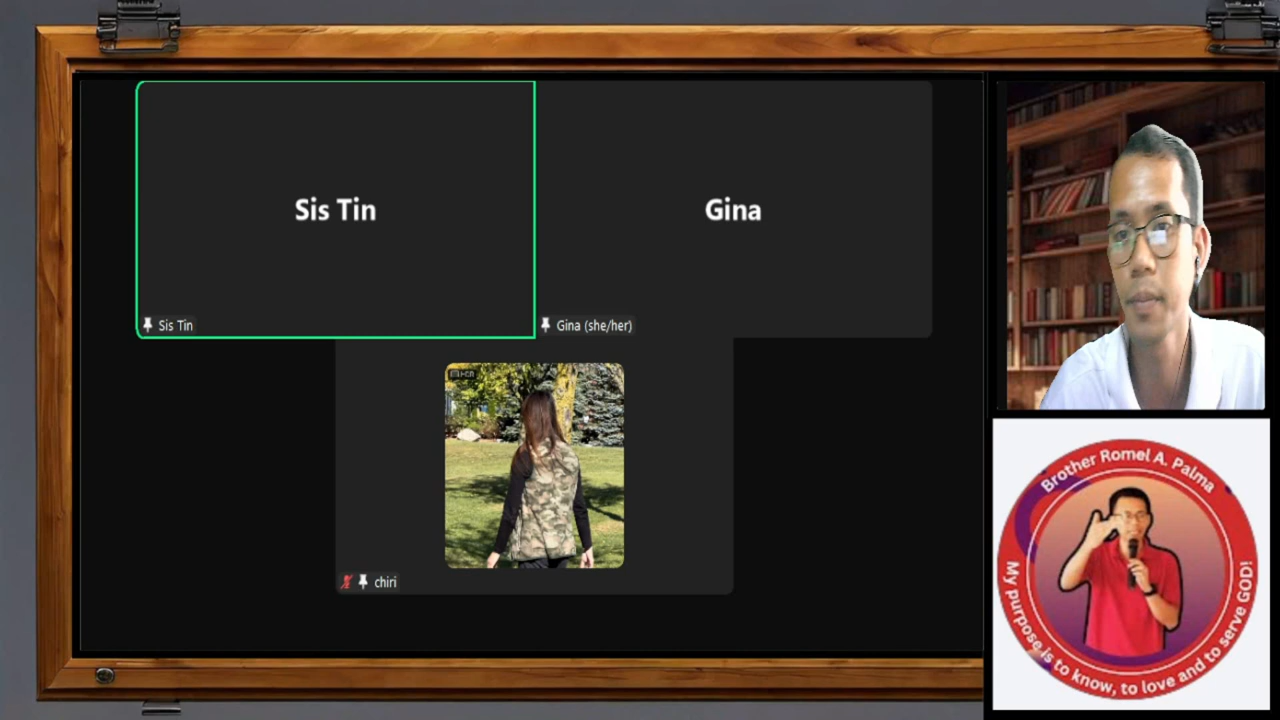 Sis Tin
Gina
Sis Tin
Gina (she/her)
chiri
Brother Romel A. Palma
My purpose is to know, to love and to serve GOD!